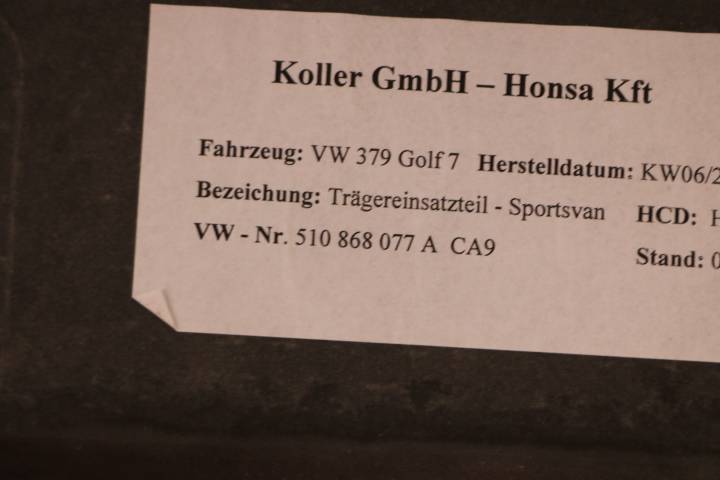 Koller GmbH – Honsa Kft
Fahrzeug: VW 379 Golf 7 Herstelldatum: KW06/2
Bezeichung: Trägereinsatzteil - Sportsvan HCD:
VW - Nr. 510 868 077 A CA9
Stand: 0